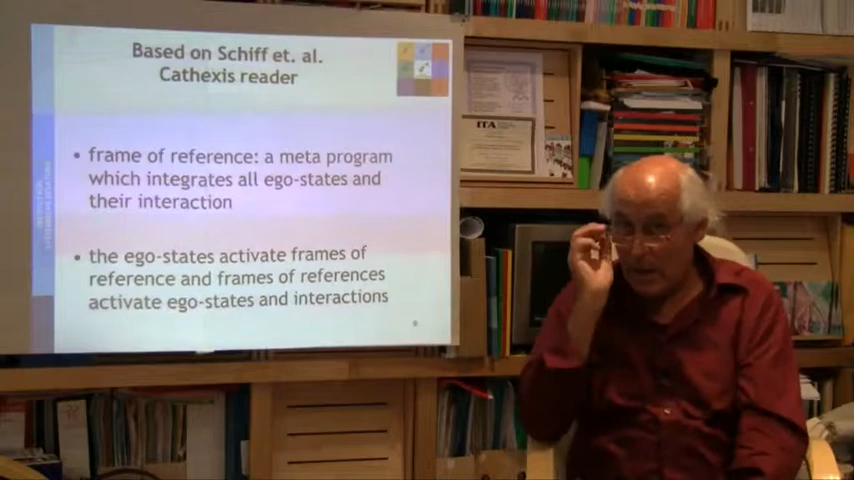 Based on Schiff et. al.
Cathexis reader
• frame of reference: a meta program
which integrates all ego-states and
their interaction
• the ego-states activate frames of
reference and frames of References
activate ego-states and interactions
ITA